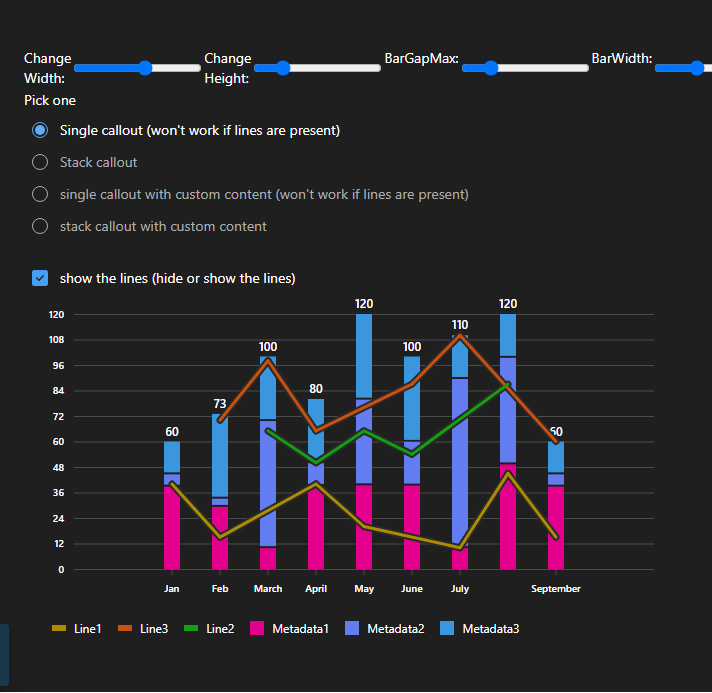 Change Width: Change Height: BarGapMax: BarWidth:
Pick one
Single callout (won't work if lines are present)
Stack callout
single callout with custom content (won't work if lines are present)
stack callout with custom content
show the lines (hide or show the lines)
120
108
96
84
72
60
48
36
24
12
0
60
73
100
80
120
100
110
120
60
Jan Feb March April May June July September
Line1 Line3 Line2 Metadata1 Metadata2 Metadata3